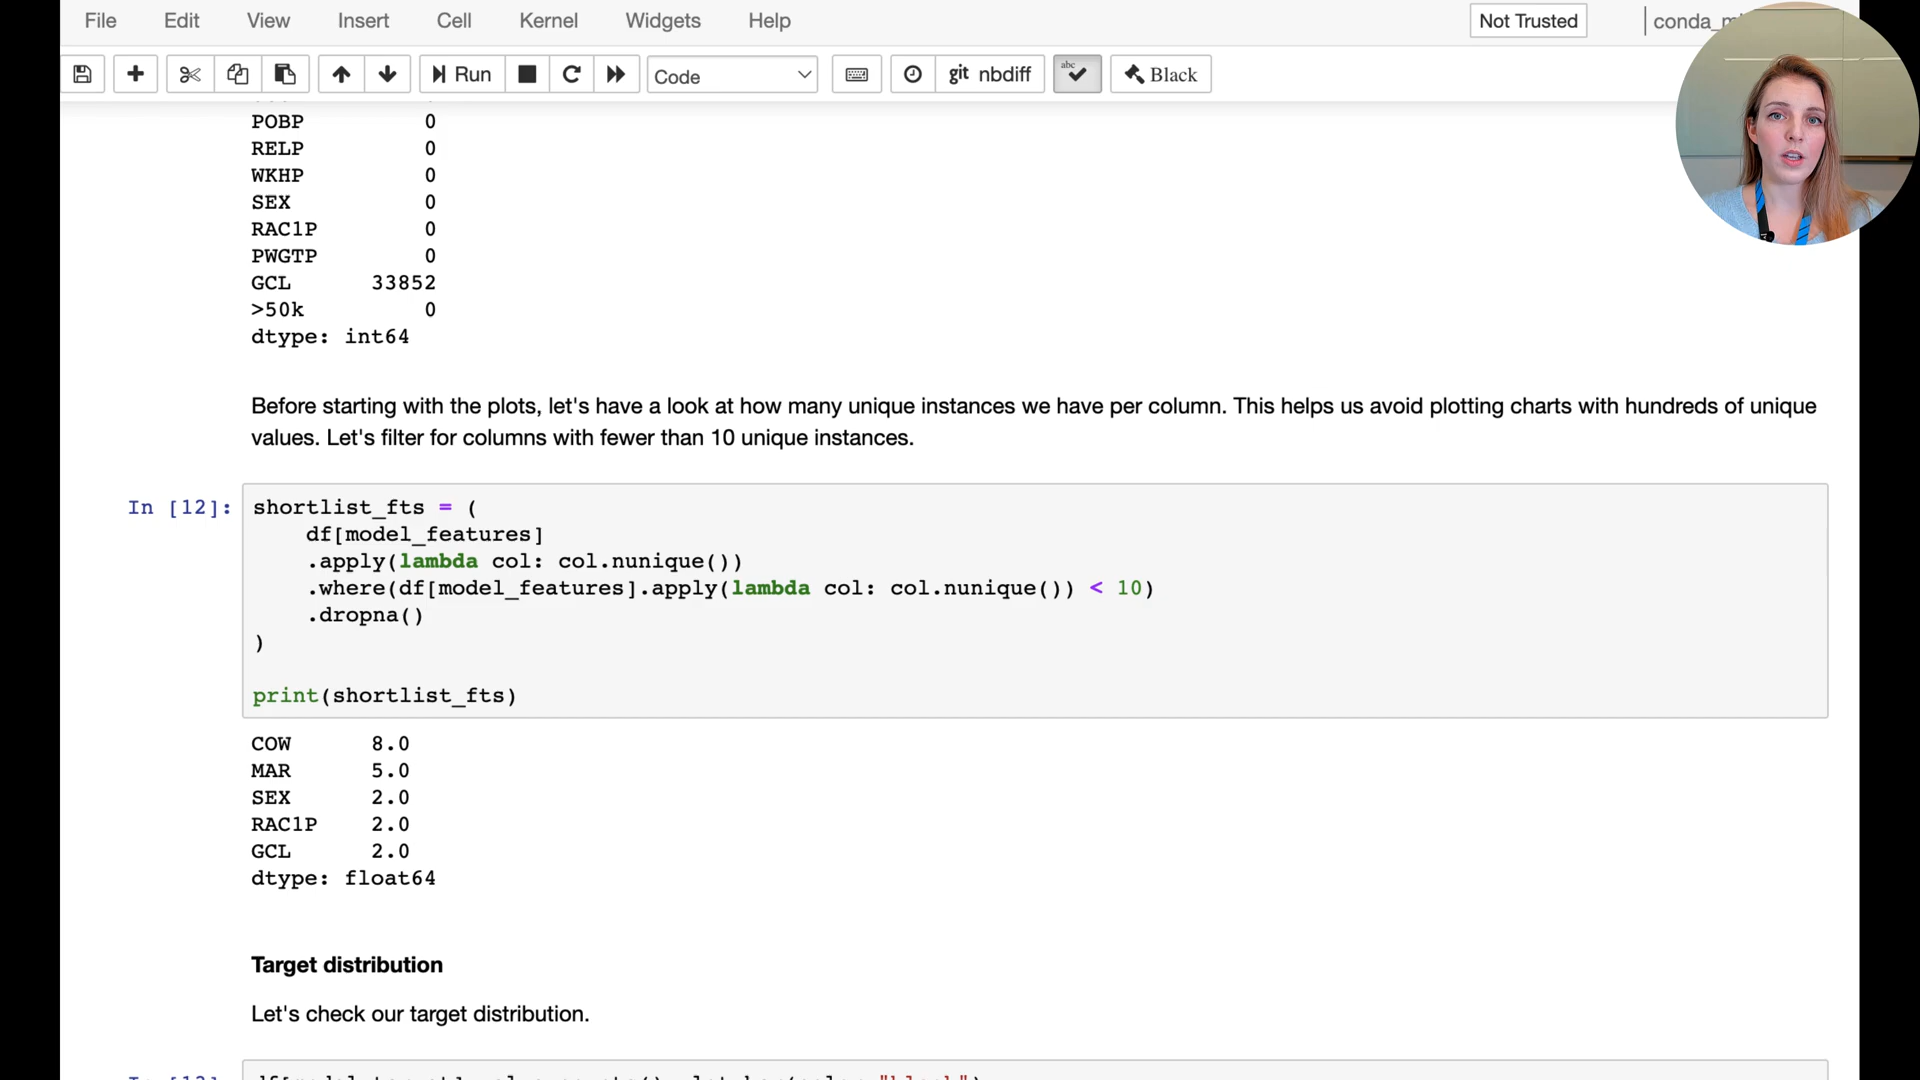 File Edit View Insert Cell Kernel Widgets Help Not Trusted
Run Code git nbdiff abc Black
POBP 0
RELP 0
WKHP 0
SEX 0
RAC1P 0
PWGTP 0
GCL 33852
>50k 0
dtype: int64
Before starting with the plots, let's have a look at how many unique instances we have per column. This helps us avoid plotting charts with hundreds of unique
values. Let's filter for columns with fewer than 10 unique instances.
In [12]: shortlist_fts = (
df[model_features]
.apply(lambda col: col.nunique())
.where(df[model_features].apply(lambda col: col.nunique()) < 10)
.dropna()
)
print(shortlist_fts)
COW 8.0
MAR 5.0
SEX 2.0
RAC1P 2.0
GCL 2.0
dtype: float64
Target distribution
Let's check our target distribution.